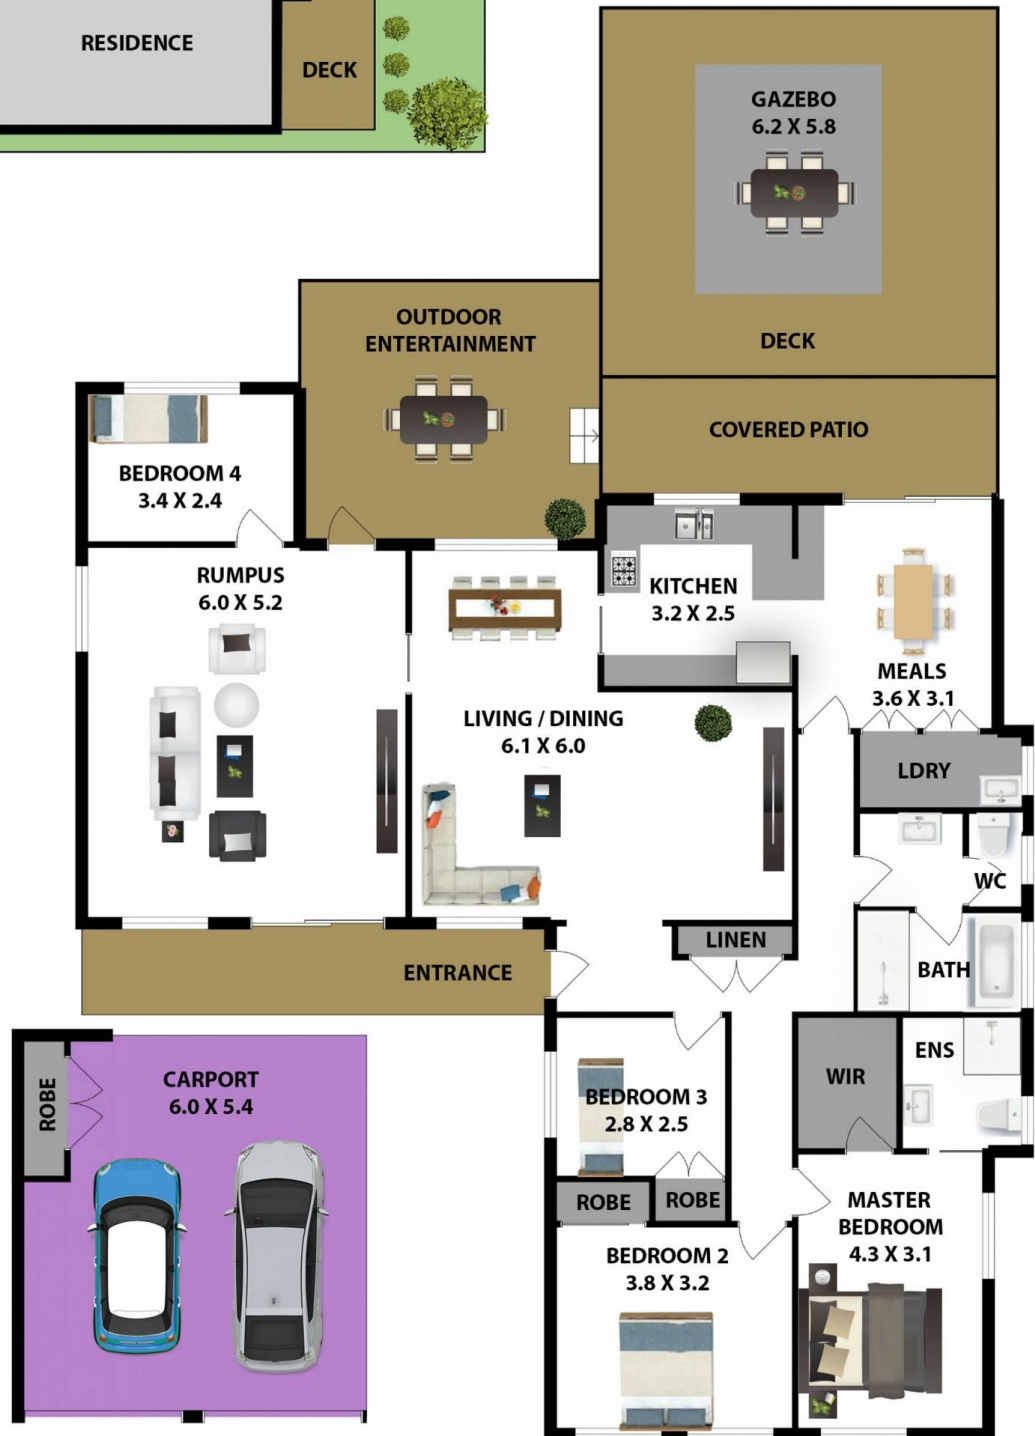 RESIDENCE
DECK
GAZEBO
6.2 X 5.8
DECK
OUTDOOR
ENTERTAINMENT
COVERED PATIO
BEDROOM 4
3.4 X 2.4
RUMPUS
6.0 X 5.2
KITCHEN
3.2 X 2.5
MEALS
3.6 X 3.1
LIVING / DINING
6.1 X 6.0
LDRY
WC
LINEN
BATH
ENTRANCE
ENS
WIR
ROBE
CARPORT
6.0 X 5.4
BEDROOM 3
2.8 X 2.5
ROBE
ROBE
MASTER
BEDROOM
4.3 X 3.1
BEDROOM 2
3.8 X 3.2